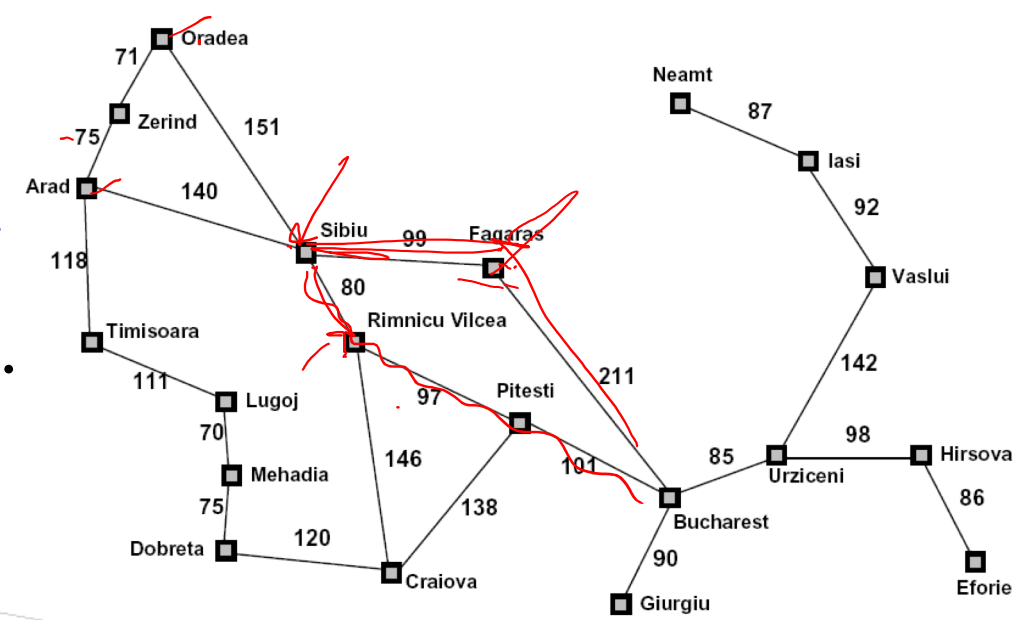 Oradea
71
Neamt
87
Zerind
151
75
Iasi
Arad
140
92
Sibiu
99
Fagaras
118
Vaslui
80
Timisoara
Rimnicu Vilcea
142
111
211
Lugoj
97
Pitesti
70
98
146
101
85
Hirsova
Mehadia
Urziceni
75
138
86
120
Bucharest
Dobreta
90
Craiova
Eforie
Giurgiu